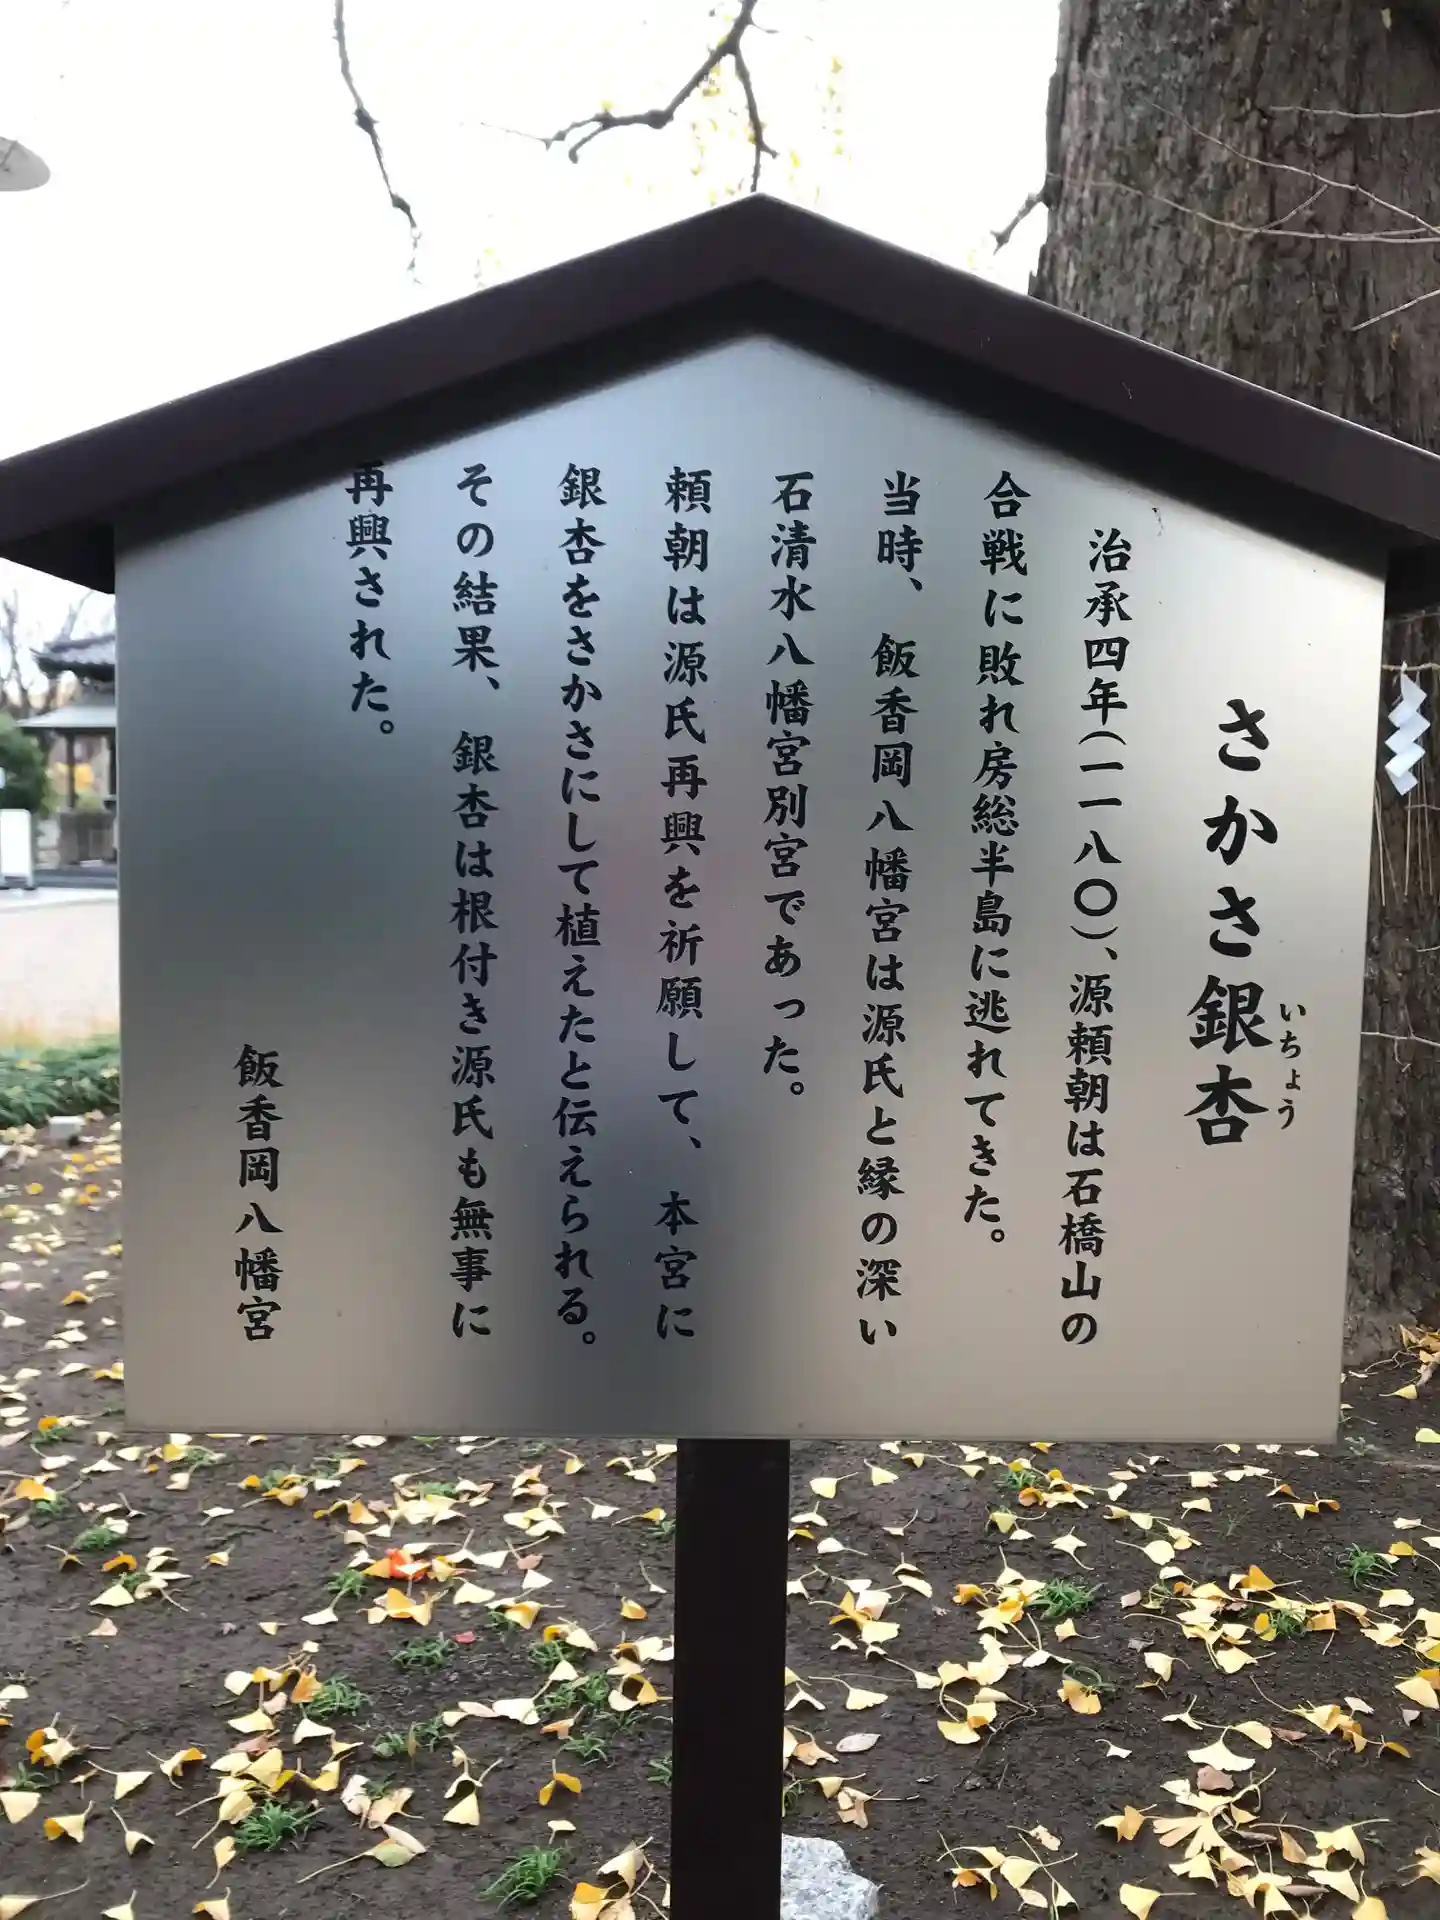 さかさ銀杏
いちょう
治承四年(一一八〇)、源頼朝は石橋山の
合戦に敗れ房総半島に逃れてきた。
当時、飯香岡八幡宮は源氏と縁の深い
石清水八幡宮別宮であった。
頼朝は源氏再興を祈願して、本宮に
銀杏をさかさにして植えたと伝えられる。
その結果、銀杏は根付き源氏も無事に
再興された。
飯香岡八幡宮